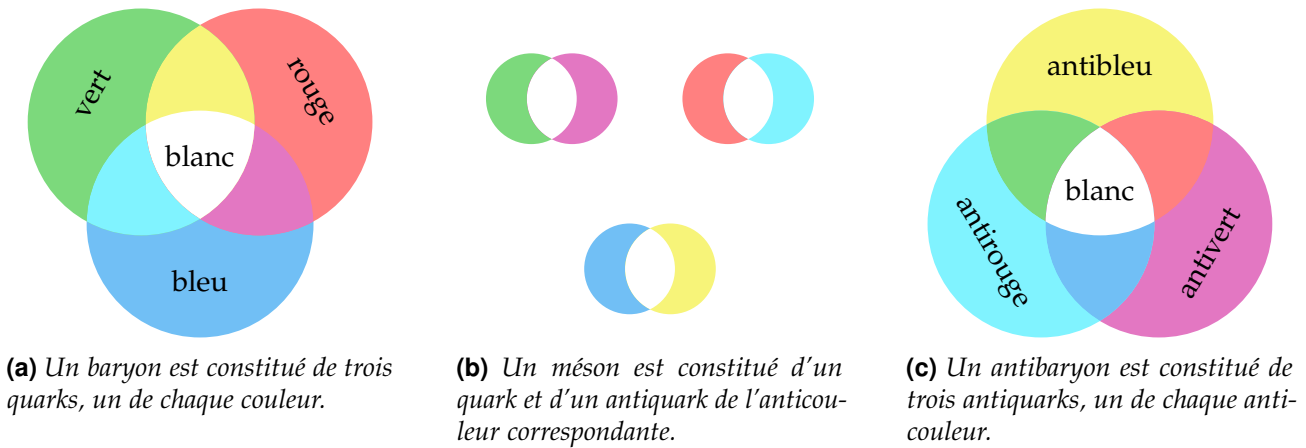 vert
rouge
blanc
bleu
antibleu
blanc
antirouge
antivert
(a) Un baryon est constitué de trois
quarks, un de chaque couleur.
(b) Un méson est constitué d'un
quark et d'un antiquark de l'anticou-
leur correspondante.
(c) Un antibaryon est constitué de
trois antiquarks, un de chaque anti-
couleur.